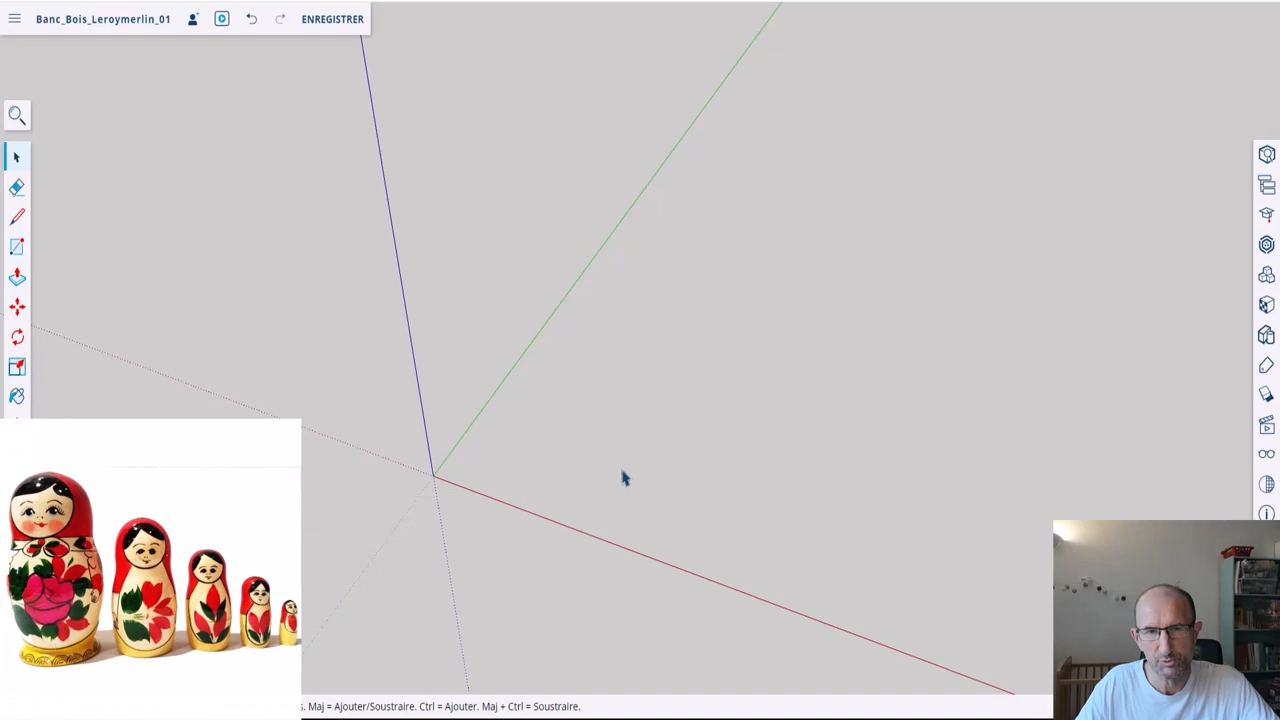 Banc_Bois_Leroymerlin_01
ENREGISTRER
s. Maj = Ajouter/Soustraire. Ctrl = Ajouter. Maj + Ctrl = Soustraire.